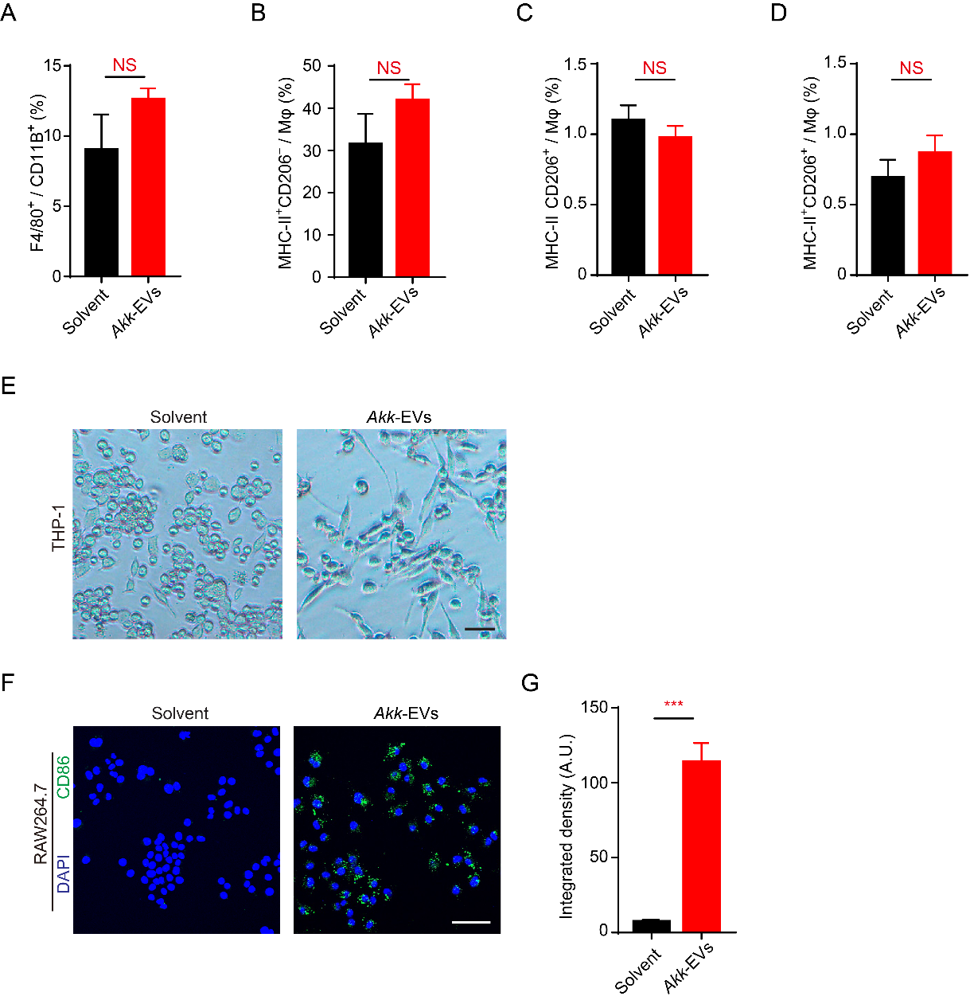 A
B
C
D
15
10
5
0
F4/80⁺ / CD11B⁺ (%)
NS
Solvent
Akk-EVs
50
40
30
20
10
0
MHC-II⁺CD206⁻ / Mφ (%)
NS
Solvent
Akk-EVs
1.5
1.0
0.5
0
MHC-II CD206⁺ / Mφ (%)
NS
Solvent
Akk-EVs
1.5
1.0
0.5
0
MHC-II⁺CD206⁺ / Mφ (%)
NS
Solvent
Akk-EVs
E
Solvent
Akk-EVs
THP-1
F
Solvent
Akk-EVs
RAW264.7
DAPI
CD86
G
150
100
50
0
Integrated density (A.U.)
***
Solvent
Akk-EVs